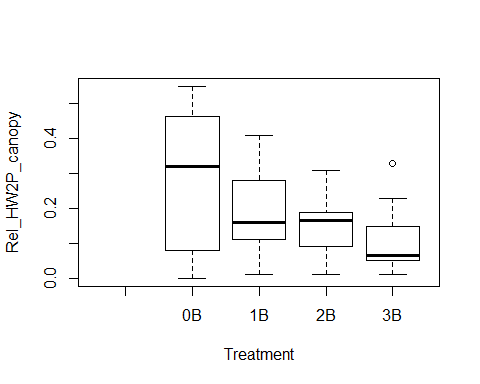 Rel_HW2P_canopy
0.4
0.2
0.0
0B 1B 2B 3B
Treatment